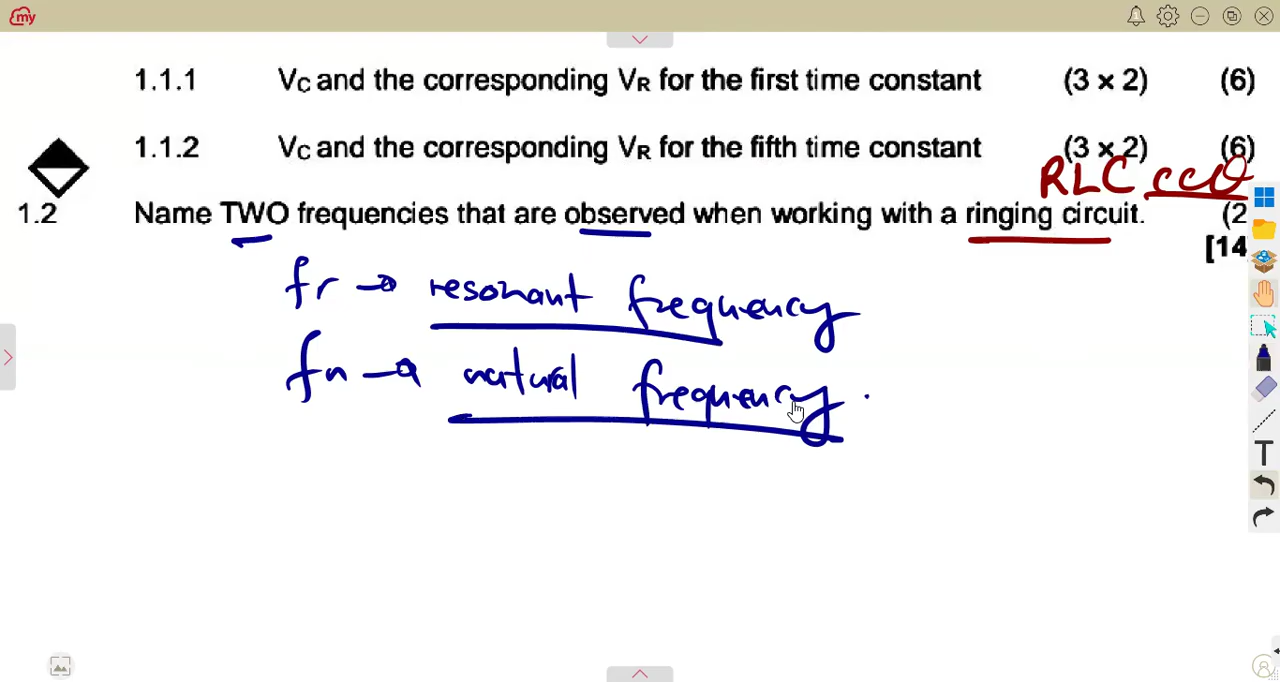 my
1.1.1 VC and the corresponding VR for the first time constant (3 × 2) (6)
1.1.2 VC and the corresponding VR for the fifth time constant (3 × 2) (6)
RLC
1.2 Name TWO frequencies that are observed when working with a ringing circuit. (2
[14
fr → resonant frequency
fn → natural frequency.
T